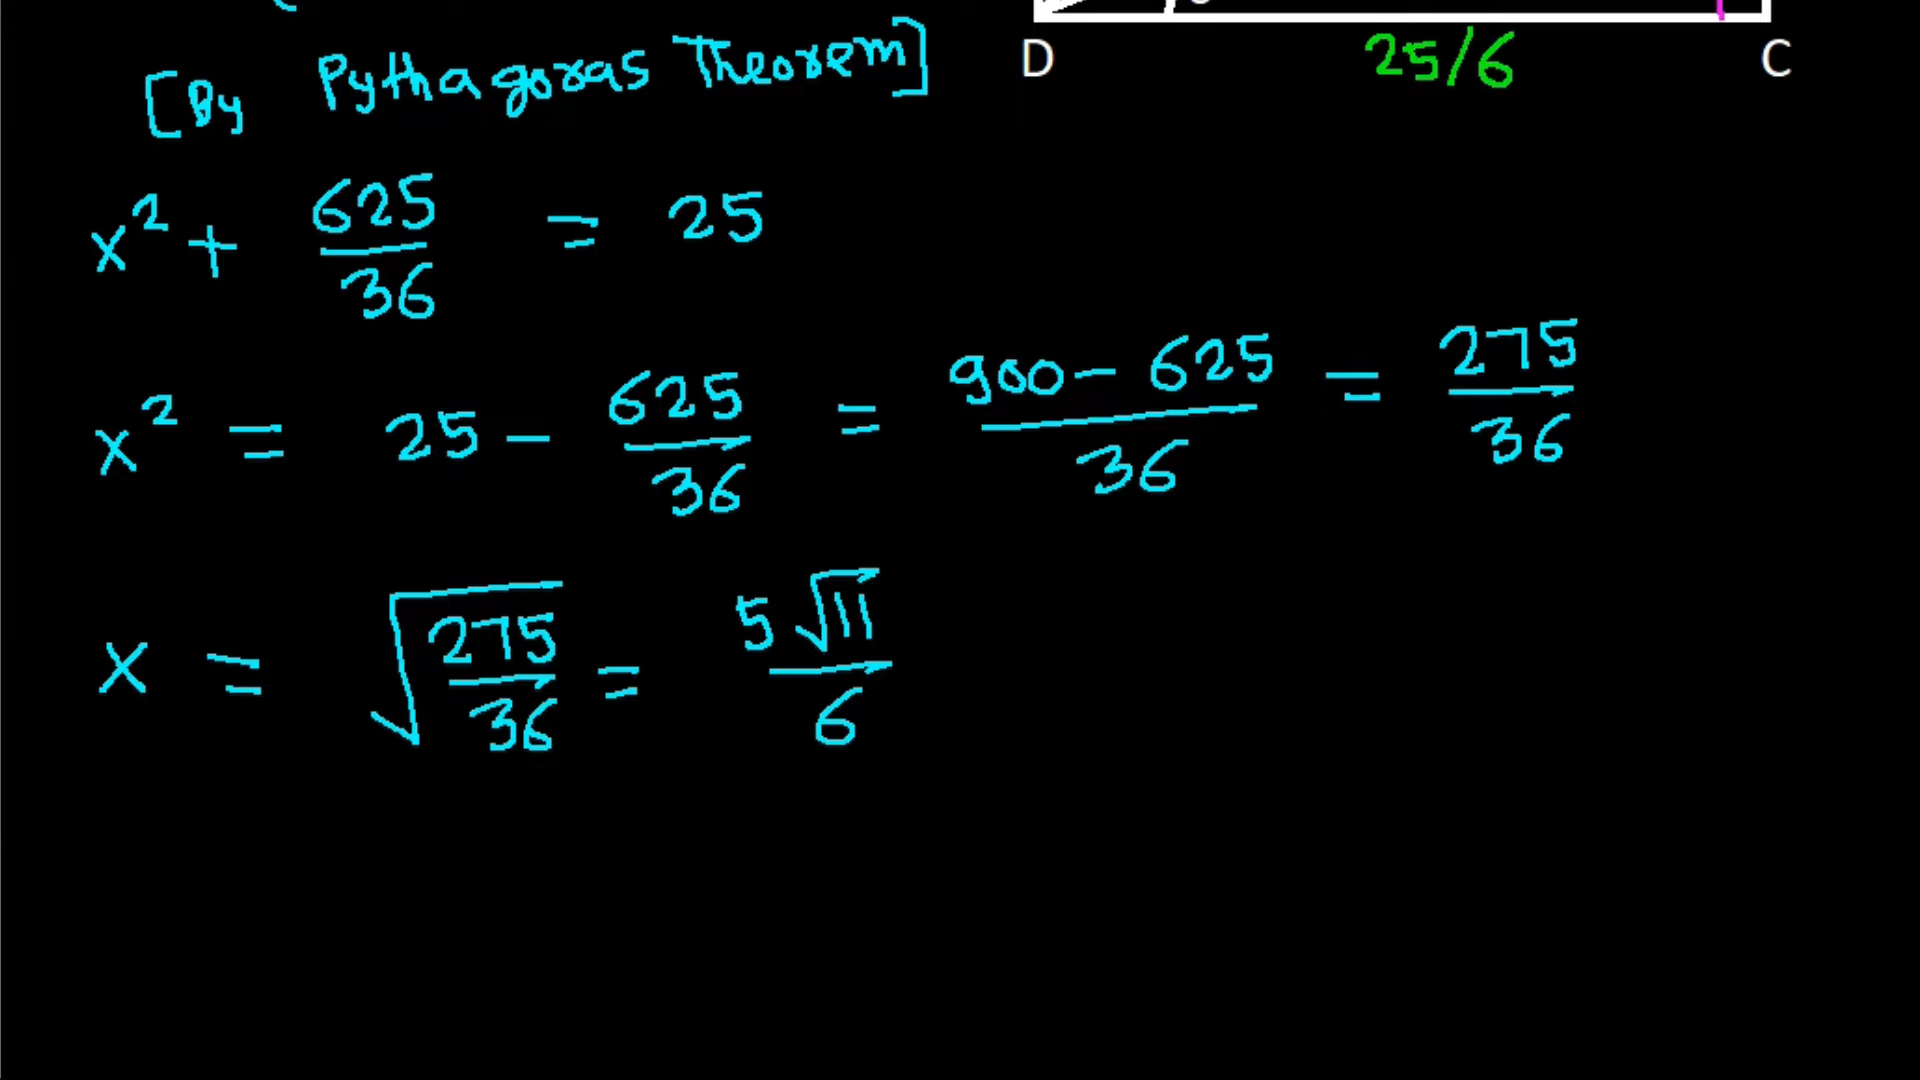 [By Pythagoras Theorem]
D 25/6 C
x² + 625/36 = 25
x² = 25 - 625/36 = 900 - 625/36 = 275/36
x = √275/36 = 5√11/6